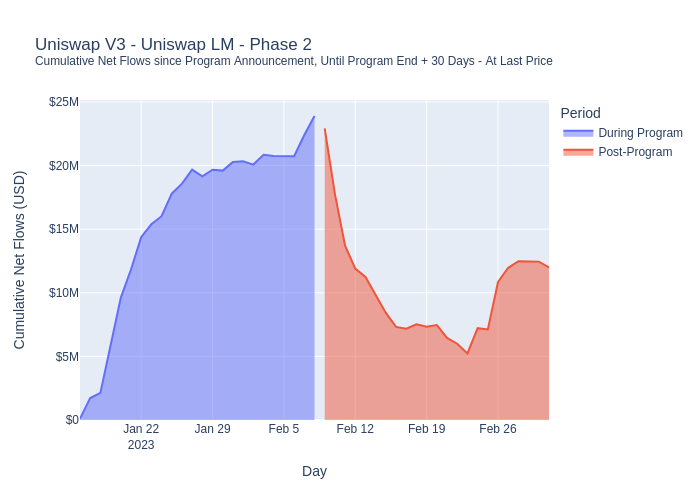 Uniswap V3 - Uniswap LM - Phase 2
Cumulative Net Flows since Program Announcement, Until Program End + 30 Days - At Last Price
Period
During Program
Post-Program
Cumulative Net Flows (USD)
$25M
$20M
$15M
$10M
$5M
$0
Jan 22
2023
Jan 29
Feb 5
Feb 12
Feb 19
Feb 26
Day